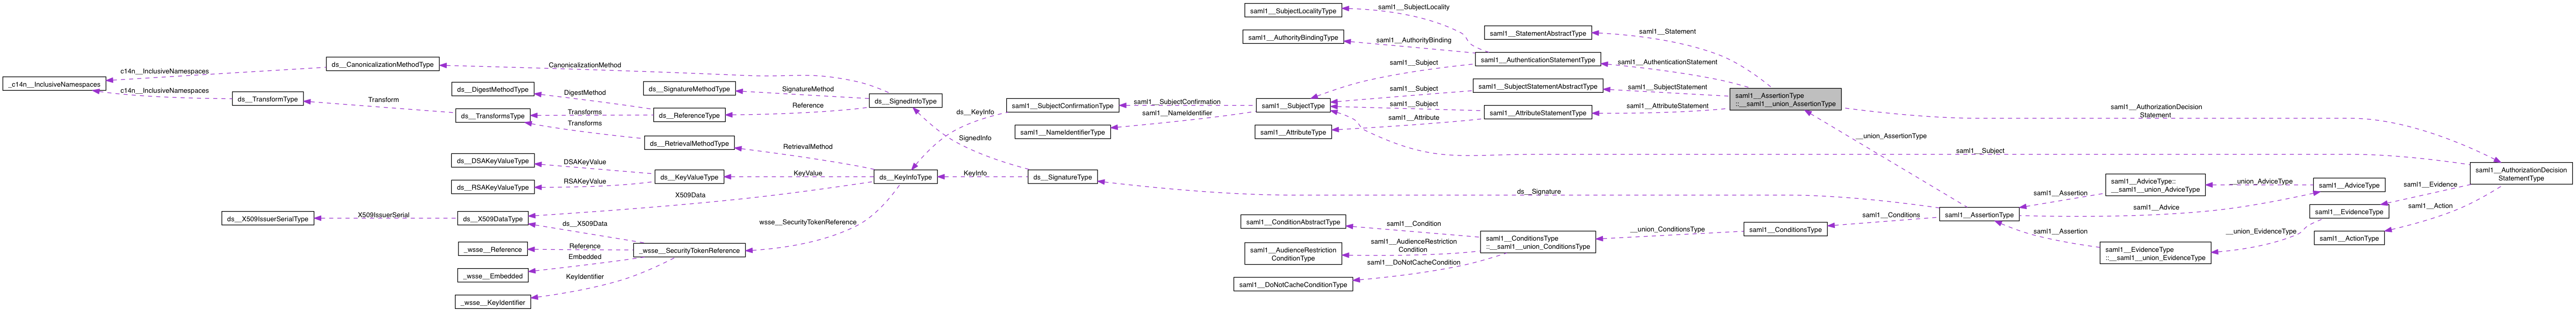 saml1__SubjectLocalityType
saml1__SubjectLocality
saml1__AuthorityBindingType
saml1__AuthorityBinding
saml1__StatementAbstractType
saml1__Statement
saml1__AuthenticationStatementType
saml1__AuthenticationStatement
saml1__Subject
ds__CanonicalizationMethodType
CanonicalizationMethod
c14n__InclusiveNamespaces
_c14n__InclusiveNamespaces
c14n__InclusiveNamespaces
ds__TransformType
Transform
ds__DigestMethodType
DigestMethod
ds__SignatureMethodType
SignatureMethod
ds__SignedInfoType
Reference
ds__TransformsType
Transforms
ds__ReferenceType
Transforms
ds__RetrievalMethodType
RetrievalMethod
ds__KeyInfo
SignedInfo
saml1__SubjectConfirmationType
saml1__SubjectConfirmation
saml1__NameIdentifierType
saml1__NameIdentifier
saml1__SubjectType
saml1__Subject
saml1__Subject
saml1__SubjectStatementAbstractType
saml1__SubjectStatement
saml1__AttributeType
saml1__Attribute
saml1__AttributeStatementType
saml1__AttributeStatement
saml1__AssertionType
::__saml1__union_AssertionType
saml1__AuthorizationDecision
Statement
__union_AssertionType
saml1__Subject
ds__DSAKeyValueType
DSAKeyValue
ds__RSAKeyValueType
RSAKeyValue
ds__KeyValueType
KeyValue
ds__KeyInfoType
KeyInfo
ds__SignatureType
ds__Signature
X509Data
ds__X509IssuerSerialType
X509IssuerSerial
ds__X509DataType
ds__X509Data
wsse__SecurityTokenReference
_wsse__SecurityTokenReference
_wsse__Reference
Reference
_wsse__Embedded
Embedded
_wsse__KeyIdentifier
KeyIdentifier
saml1__ConditionAbstractType
saml1__Condition
saml1__AudienceRestriction
ConditionType
saml1__AudienceRestriction
Condition
saml1__DoNotCacheConditionType
saml1__DoNotCacheCondition
saml1__ConditionsType
::__saml1__union_ConditionsType
__union_ConditionsType
saml1__ConditionsType
saml1__Conditions
saml1__AssertionType
saml1__Assertion
saml1__Advice
saml1__Assertion
saml1__AdviceType::
__saml1__union_AdviceType
__union_AdviceType
saml1__AdviceType
saml1__EvidenceType
::__saml1__union_EvidenceType
__union_EvidenceType
saml1__EvidenceType
saml1__Evidence
saml1__ActionType
saml1__Action
saml1__AuthorizationDecision
StatementType